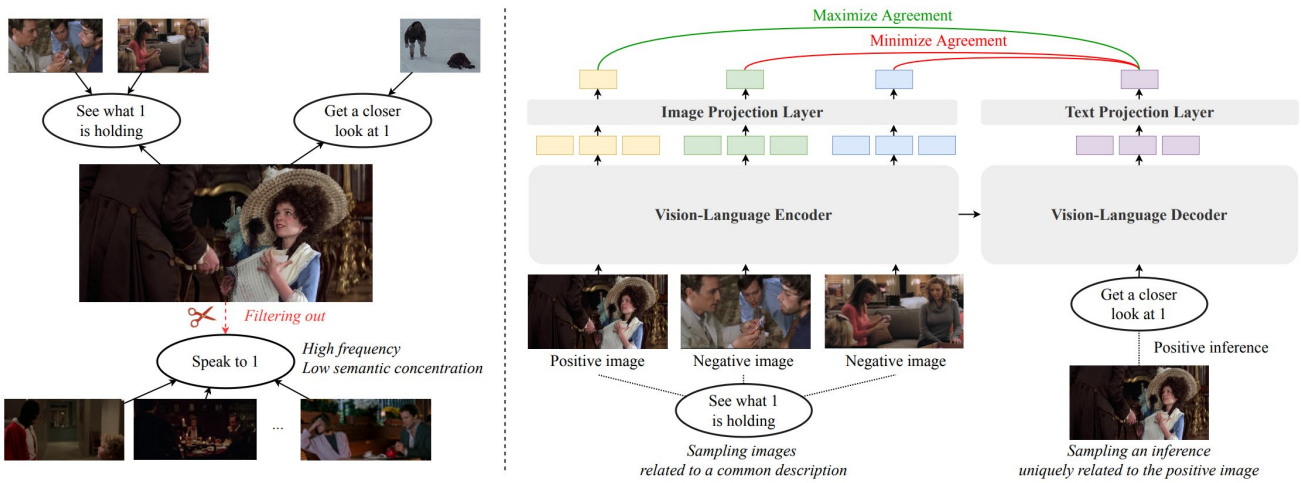 See what 1
is holding
Get a closer
look at 1
Filtering out
Speak to 1
High frequency
Low semantic concentration
...
Maximize Agreement
Minimize Agreement
Image Projection Layer
Text Projection Layer
Vision-Language Encoder
Vision-Language Decoder
Positive image
Negative image
Negative image
See what 1
is holding
Sampling images
related to a common description
Get a closer
look at 1
Positive inference
Sampling an inference
uniquely related to the positive image